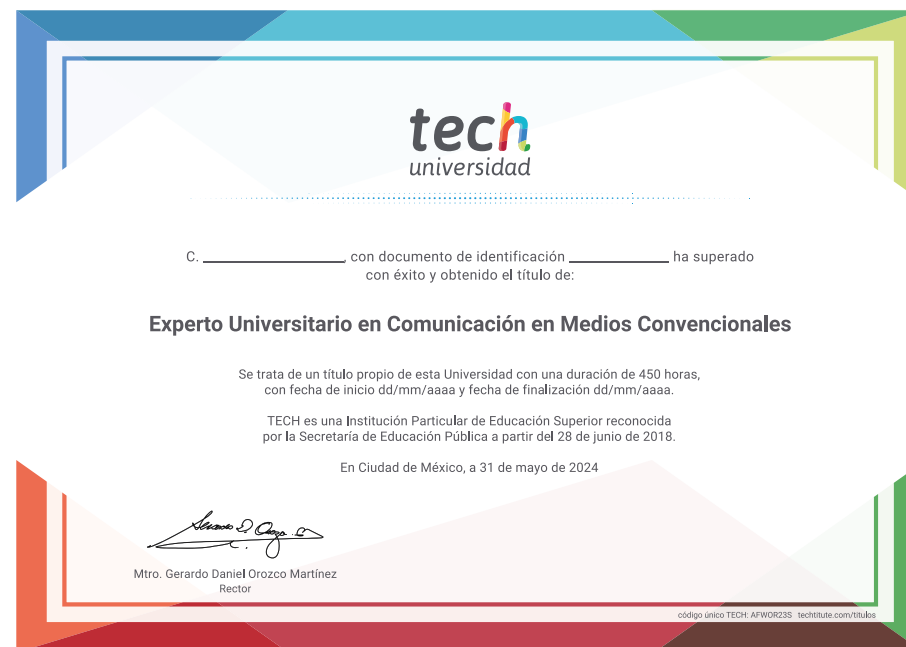 tech
universidad
C. ____________________, con documento de identificación ______________ ha superado
con éxito y obtenido el título de:
Experto Universitario en Comunicación en Medios Convencionales
Se trata de un título propio de esta Universidad con una duración de 450 horas,
con fecha de inicio dd/mm/aaaa y fecha de finalización dd/mm/aaaa.
TECH es una Institución Particular de Educación Superior reconocida
por la Secretaría de Educación Pública a partir del 28 de junio de 2018.
En Ciudad de México, a 31 de mayo de 2024
Mtro. Gerardo Daniel Orozco Martínez
Rector
código único TECH: AFWOR23S techtitute.com/titulos